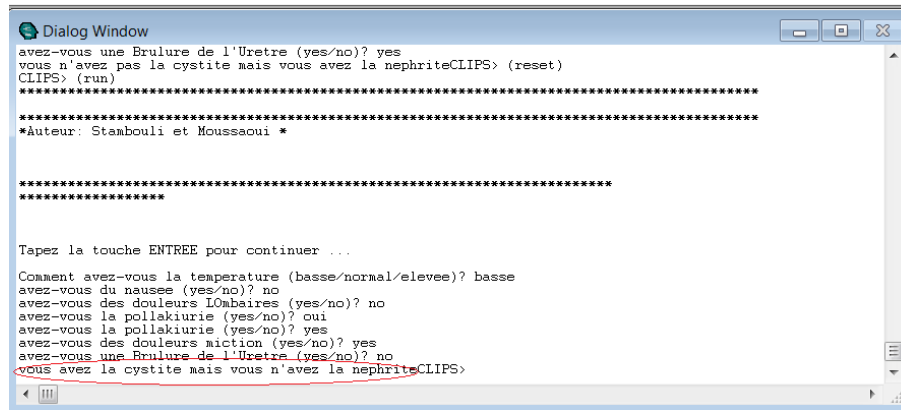 Dialog Window
avez-vous une Brulure de l'Uretre (yes/no)? yes
vous n'avez pas la cystite mais vous avez la nephriteCLIPS> (reset)
CLIPS> (run)
*******************************************************************************************
*******************************************************************************************
*Auteur: Stambouli et Moussaoui *
*************************************************************************
******************
Tapez la touche ENTREE pour continuer ...
Comment avez-vous la temperature (basse/normal/elevee)? basse
avez-vous du nausee (yes/no)? no
avez-vous des douleurs LOmbaires (yes/no)? no
avez-vous la pollakiurie (yes/no)? oui
avez-vous la pollakiurie (yes/no)? yes
avez-vous des douleurs miction (yes/no)? yes
avez-vous une Brulure de l'Uretre (yes/no)? no
vous avez la cystite mais vous n'avez la nephriteCLIPS>